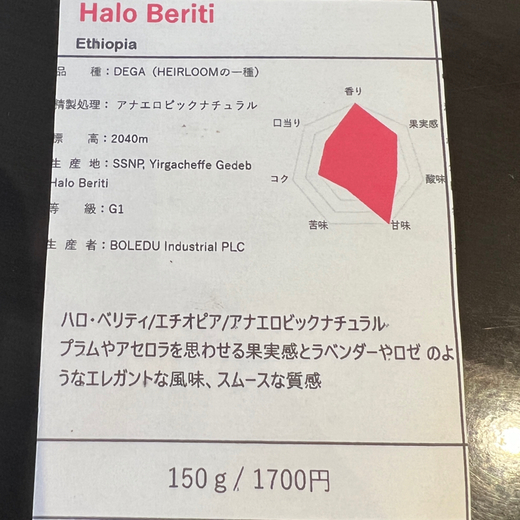 Halo Beriti
Ethiopia
品 種：DEGA（HEIRLOOMの一種）
精製処理： アナエロビックナチュラル
標 高：2040m
生 産 地：SSNP, Yirgacheffe Gedeb
Halo Beriti
等 級：G1
生 産 者：BOLEDU Industrial PLC
香り
口当り
果実感
コク
酸味
苦味
甘味
ハロ・ベリティ/エチオピア/アナエロビックナチュラル
プラムやアセロラを思わせる果実感とラベンダーやロゼ のよ
うなエレガントな風味、スムースな質感
150ｇ/ 1700円